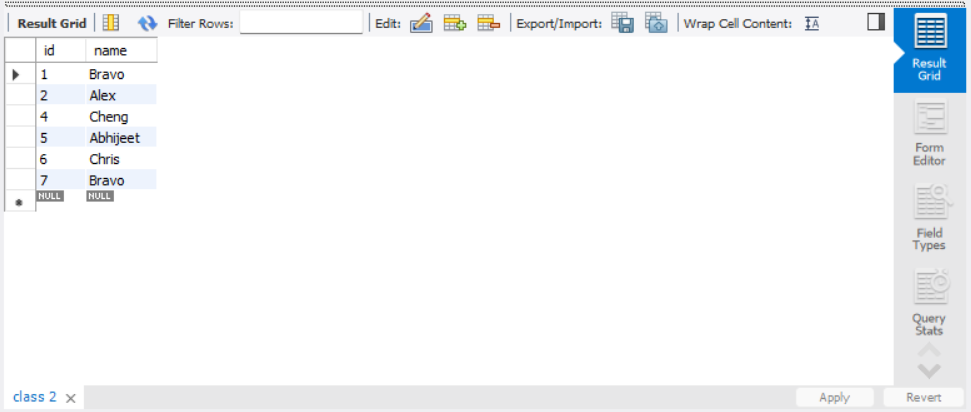 Result Grid Filter Rows: Edit: Export/Import: Wrap Cell Content: IA
id name
1 Bravo
2 Alex
4 Cheng
5 Abhijeet
6 Chris
7 Bravo
NULL NULL
Result
Grid
Form
Editor
Field
Types
Query
Stats
class 2 Apply Revert